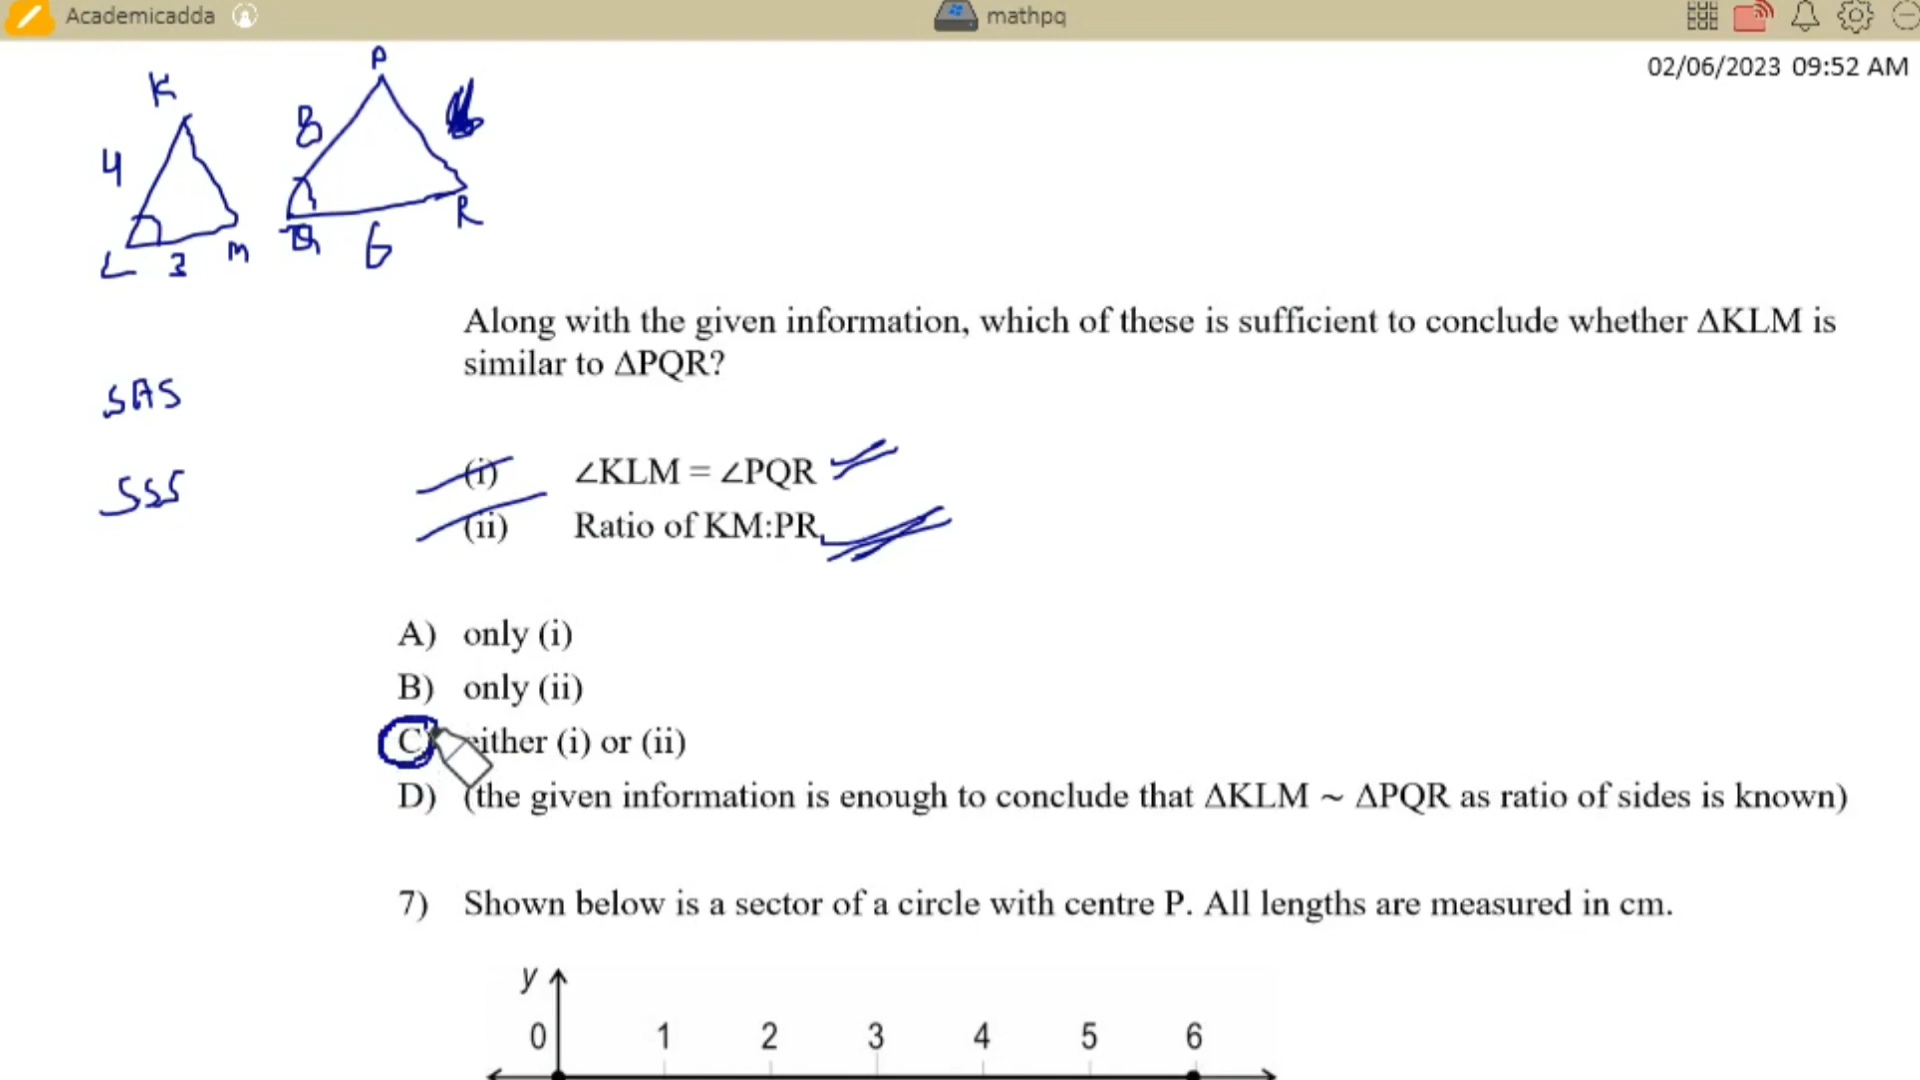 Academicadda
mathpq
02/06/2023 09:52 AM
K
P
4
8
L 3 M
6
R
Along with the given information, which of these is sufficient to conclude whether ΔKLM is
similar to ΔPQR?
SAS
SSS
(i) ∠KLM = ∠PQR
(ii) Ratio of KM:PR
A) only (i)
B) only (ii)
C) either (i) or (ii)
D) (the given information is enough to conclude that ΔKLM ~ ΔPQR as ratio of sides is known)
7) Shown below is a sector of a circle with centre P. All lengths are measured in cm.
y
0 1 2 3 4 5 6